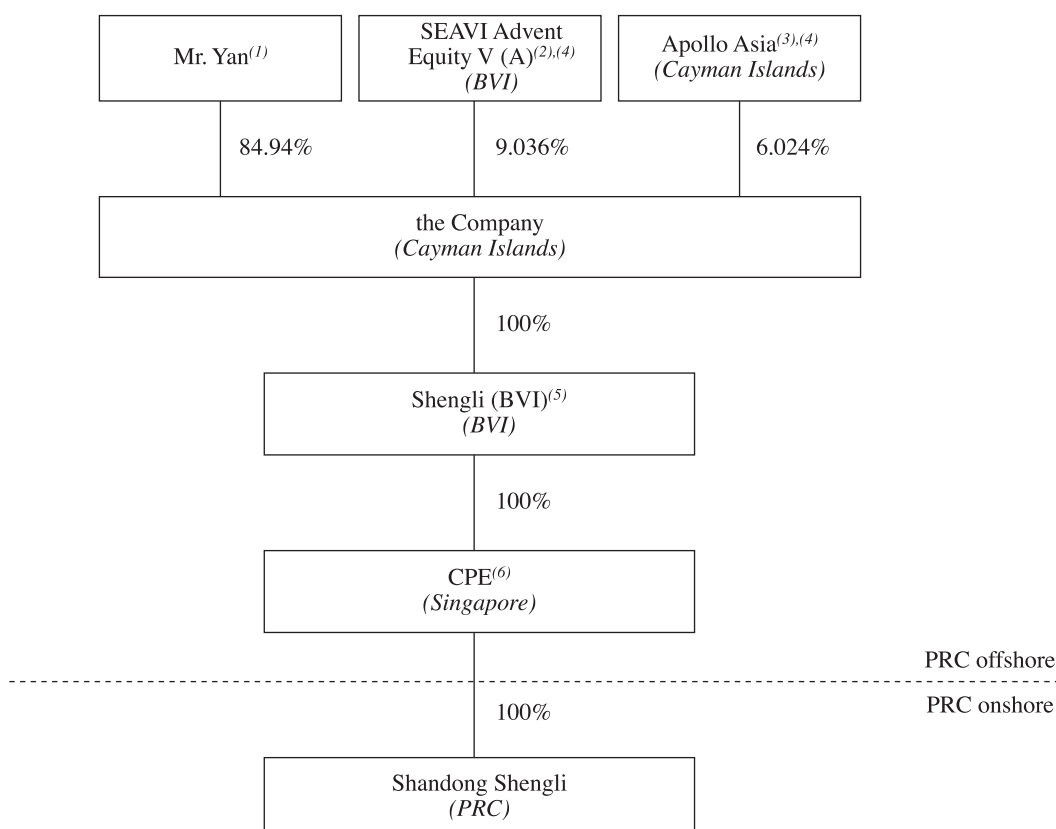 Mr. Yan(1)
SEAVI Advent
Equity V (A)(2),(4)
(BVI)
Apollo Asia(3),(4)
(Cayman Islands)
84.94%
9.036%
6.024%
the Company
(Cayman Islands)
100%
Shengli (BVI)(5)
(BVI)
100%
CPE(6)
(Singapore)
PRC offshore
PRC onshore
100%
Shandong Shengli
(PRC)